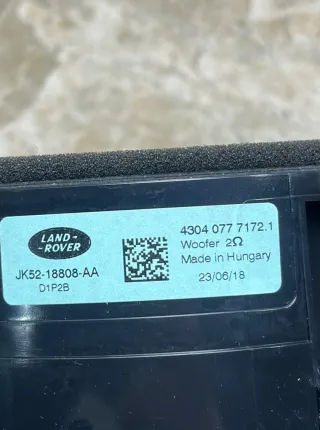 LAND-
-ROVER
JK52-18808-AA
D1P2B
4304 077 7172.1
Woofer 2Ω
Made in Hungary
23/06/18